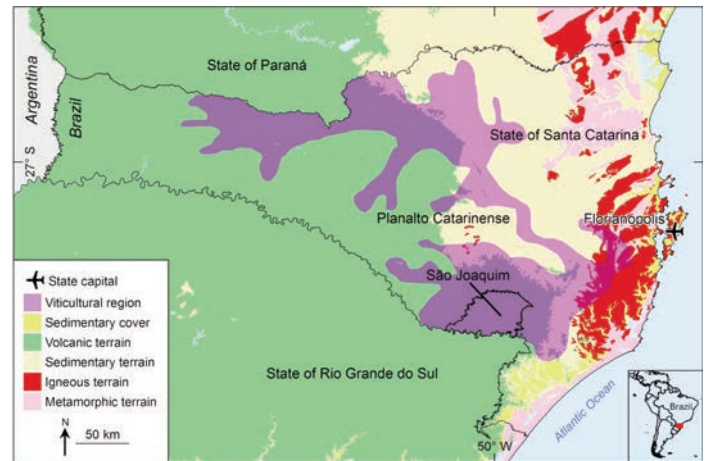 Argentina
Brazil
State of Paraná
State of Santa Catarina
27° S
Planalto Catarinense
Florianópolis
São Joaquim
State of Rio Grande do Sul
State capital
Viticultural region
Sedimentary cover
Volcanic terrain
Sedimentary terrain
Igneous terrain
Metamorphic terrain
N
50 km
50° W
Atlantic Ocean
Brazil